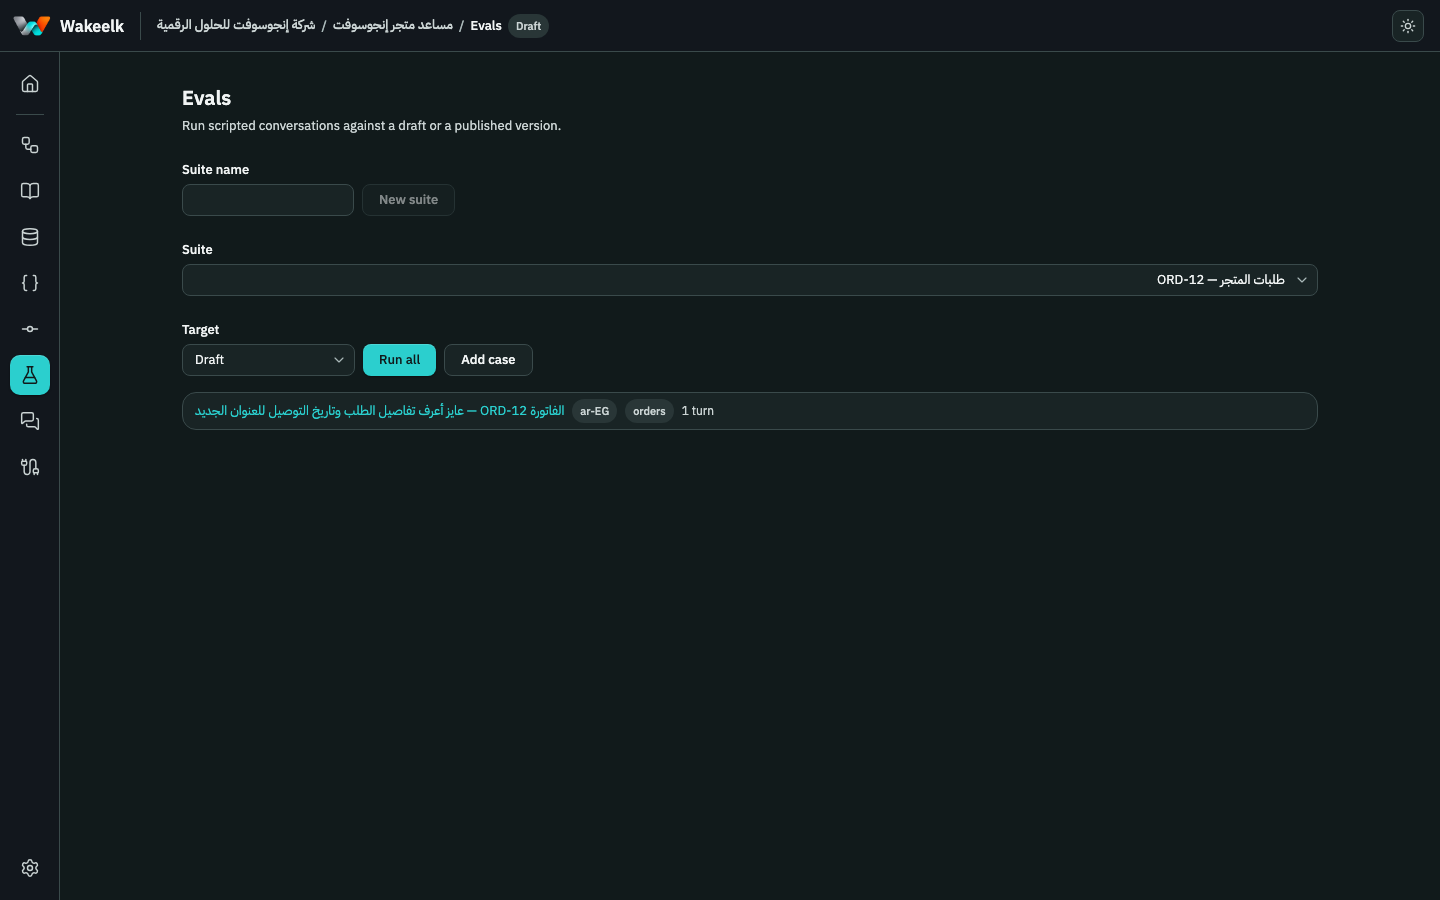 Wakeelk
شركة إنجوسوفت للحلول الرقمية / مساعد متجر إنجوسوفت / Evals Draft
Evals
Run scripted conversations against a draft or a published version.
Suite name
New suite
Suite
طلبات المتجر — ORD-12
Target
Draft Run all Add case
الفاتورة ORD-12 — عايز أعرف تفاصيل الطلب وتاريخ التوصيل للعنوان الجديد ar-EG orders 1 turn